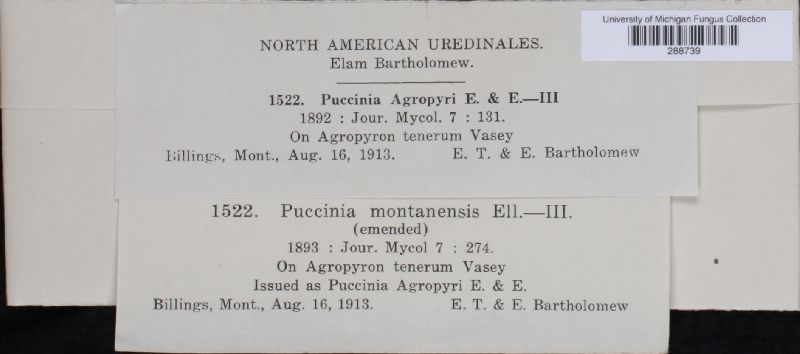 University of Michigan Fungus Collection
288739
NORTH AMERICAN UREDINALES.
Elam Bartholomew.
1522. Puccinia Agropyri E. & E.—III
1892 : Jour. Mycol. 7 : 131.
On Agropyron tenerum Vasey
Billings, Mont., Aug. 16, 1913. E. T. & E. Bartholomew
1522. Puccinia montanensis Ell.—III.
(emended)
1893 : Jour. Mycol 7 : 274.
On Agropyron tenerum Vasey
Issued as Puccinia Agropyri E. & E.
Billings, Mont., Aug. 16, 1913. E. T. & E. Bartholomew